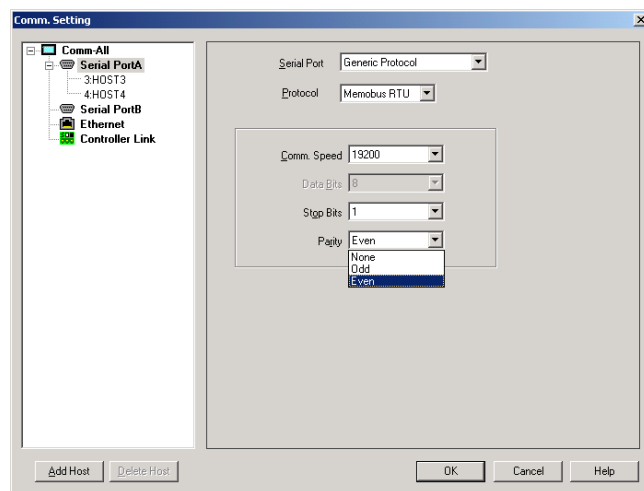 Comm. Setting
Comm-All
Serial PortA
3:HOST3
4:HOST4
Serial PortB
Ethernet
Controller Link
Serial Port Generic Protocol
Protocol Memobus RTU
Comm. Speed 19200
Data Bits 8
Stop Bits 1
Parity Even
None
Odd
Even
Add Host Delete Host OK Cancel Help